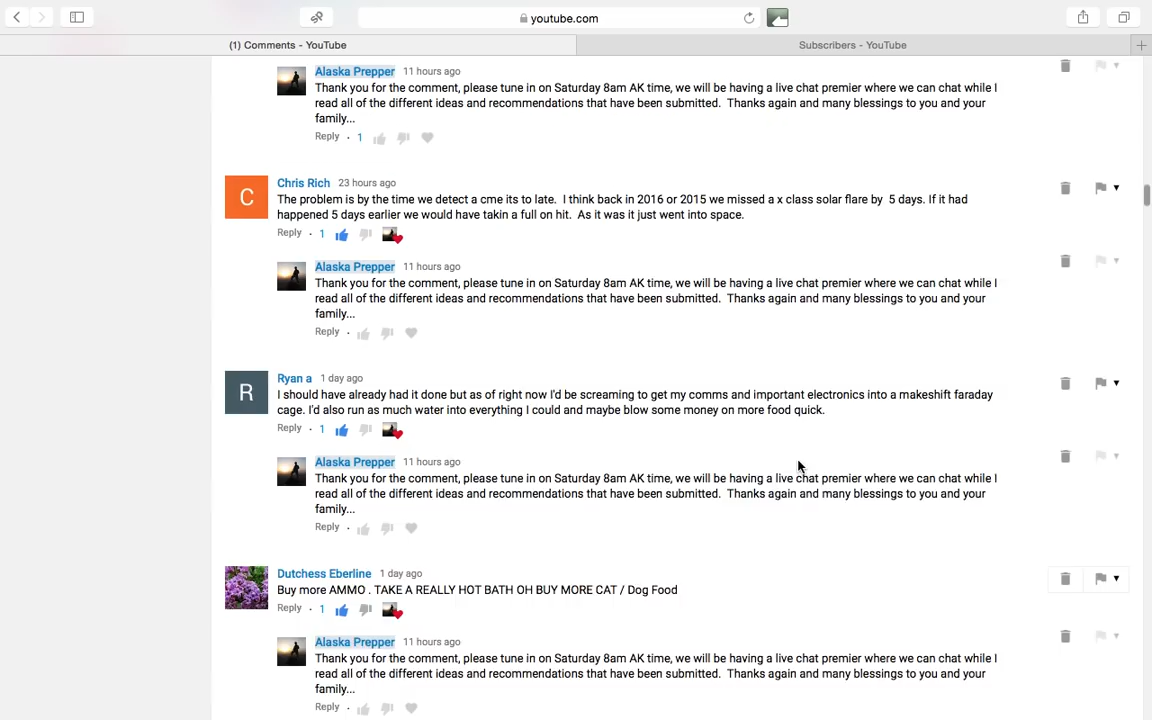 youtube.com
(1) Comments - YouTube
Subscribers - YouTube
Alaska Prepper 11 hours ago
Thank you for the comment, please tune in on Saturday 8am AK time, we will be having a live chat premier where we can chat while I
read all of the different ideas and recommendations that have been submitted. Thanks again and many blessings to you and your
family...
Reply · 1
C
Chris Rich 23 hours ago
The problem is by the time we detect a cme its to late. I think back in 2016 or 2015 we missed a x class solar flare by 5 days. If it had
happened 5 days earlier we would have takin a full on hit. As it was it just went into space.
Reply · 1
Alaska Prepper 11 hours ago
Thank you for the comment, please tune in on Saturday 8am AK time, we will be having a live chat premier where we can chat while I
read all of the different ideas and recommendations that have been submitted. Thanks again and many blessings to you and your
family...
Reply ·
R
Ryan a 1 day ago
I should have already had it done but as of right now I'd be screaming to get my comms and important electronics into a makeshift faraday
cage. I'd also run as much water into everything I could and maybe blow some money on more food quick.
Reply · 1
Alaska Prepper 11 hours ago
Thank you for the comment, please tune in on Saturday 8am AK time, we will be having a live chat premier where we can chat while I
read all of the different ideas and recommendations that have been submitted. Thanks again and many blessings to you and your
family...
Reply ·
Dutchess Eberline 1 day ago
Buy more AMMO . TAKE A REALLY HOT BATH OH BUY MORE CAT / Dog Food
Reply · 1
Alaska Prepper 11 hours ago
Thank you for the comment, please tune in on Saturday 8am AK time, we will be having a live chat premier where we can chat while I
read all of the different ideas and recommendations that have been submitted. Thanks again and many blessings to you and your
family...
Reply ·